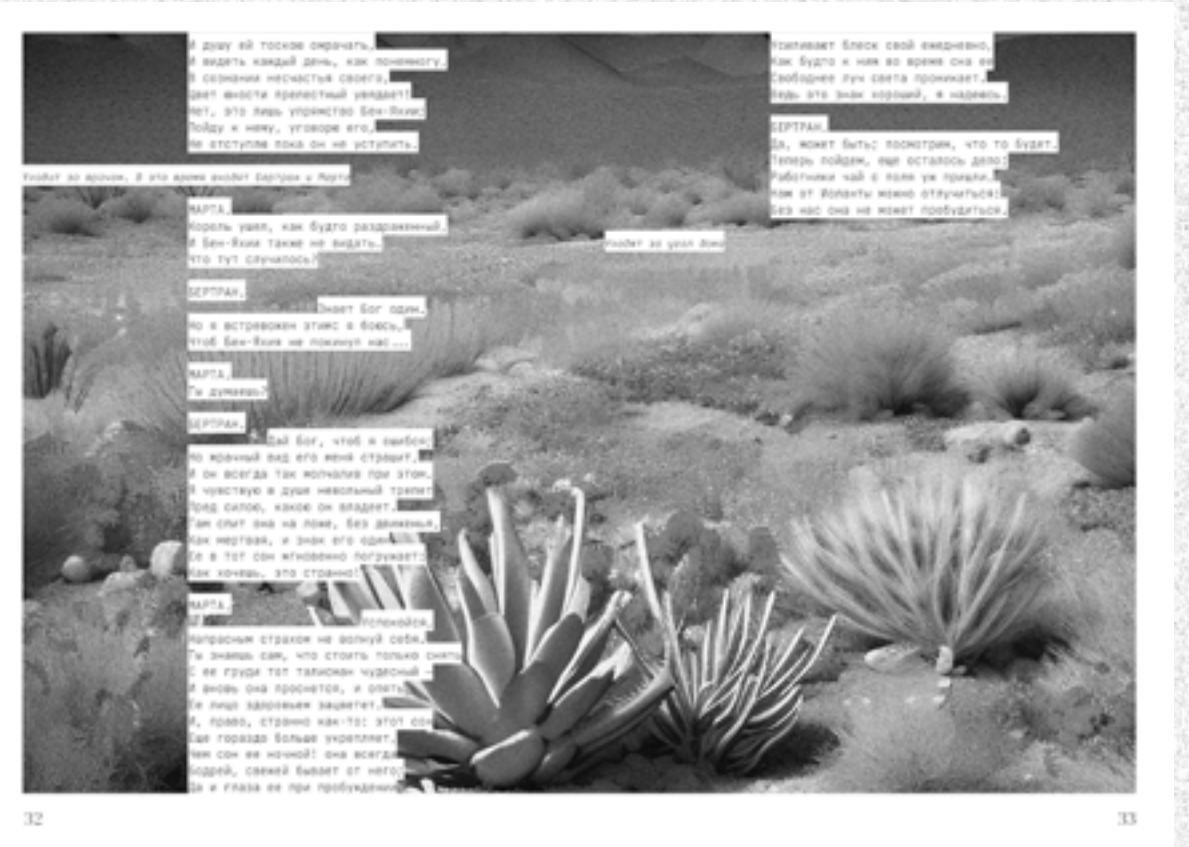 И душу ей тоскою омрачать,
И видеть каждый день, как понемногу.
В сознании несчастья своего,
Цвет юности прелестный увядает!
Нет, это лишь упрямство Бен-Яхии;
Пойду к нему, уговорю его,
Не отступлю пока он не уступить.
Уходит за врачом. В это время входят Бертран и Марта
МАРТА.
Король ушел, как будто раздраженный.
И Бен-Яхии также не видать.
Что тут случилось?
БЕРТРАН.
Знает Бог один.
Но я встревожен этимс я боюсь,
Чтоб Бен-Яхия не покинул нас...
МАРТА.
Ты думаешь?
БЕРТРАН.
Дай Бог, чтоб я ошибся;
Но мрачный вид его меня страшит,
И он всегда так молчалив при этом.
Я чувствую в душе невольный трепет
Пред силою, какою он владеет.
Там спит она на ложе, без движенья,
Как мертвая, и знак его один
Ее в тот сон мгновенно погружает:
Как хочешь, это странно!
МАРТА.
Успокойся.
Напрасным страхом не волнуй себя,
Ты знаешь сам, что стоить только снять
С ее груди тот талисман чудесный —
И вновь она проснется, и опять
Ее лицо здоровьем зацветет.
И, право, странно как-то: этот сон
Еще гораздо больше укрепляет.
Чем сон ее ночной! она всегда
Бодрей, свежей бывает от него;
Да и глаза ее при пробуждении
32
Усиливают блеск свой ежедневно,
Как будто к ним во время сна ее
Свободнее луч света проникает.
Ведь это знак хороший, я надеюсь.
БЕРТРАН.
Да, может быть; посмотрим, что то будет.
Теперь пойдем, еще осталось дело:
Работники чай с поля уж пришли.
Нам от Иоланты можно отлучиться:
Без нас она не может пробудиться.
Уходят за угол дома
33